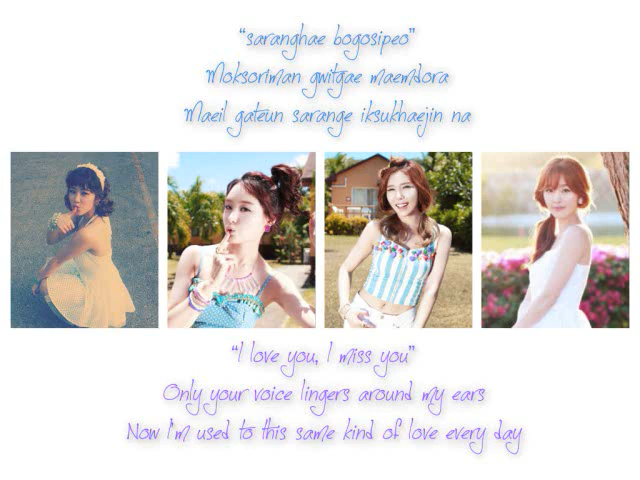 “saranghae bogosipeo”
Moksoriman gwitgae maemdora
Maeil gateun sarange iksukhaejin na
“I love you, I miss you”
Only your voice lingers around my ears
Now I'm used to this same kind of love every day